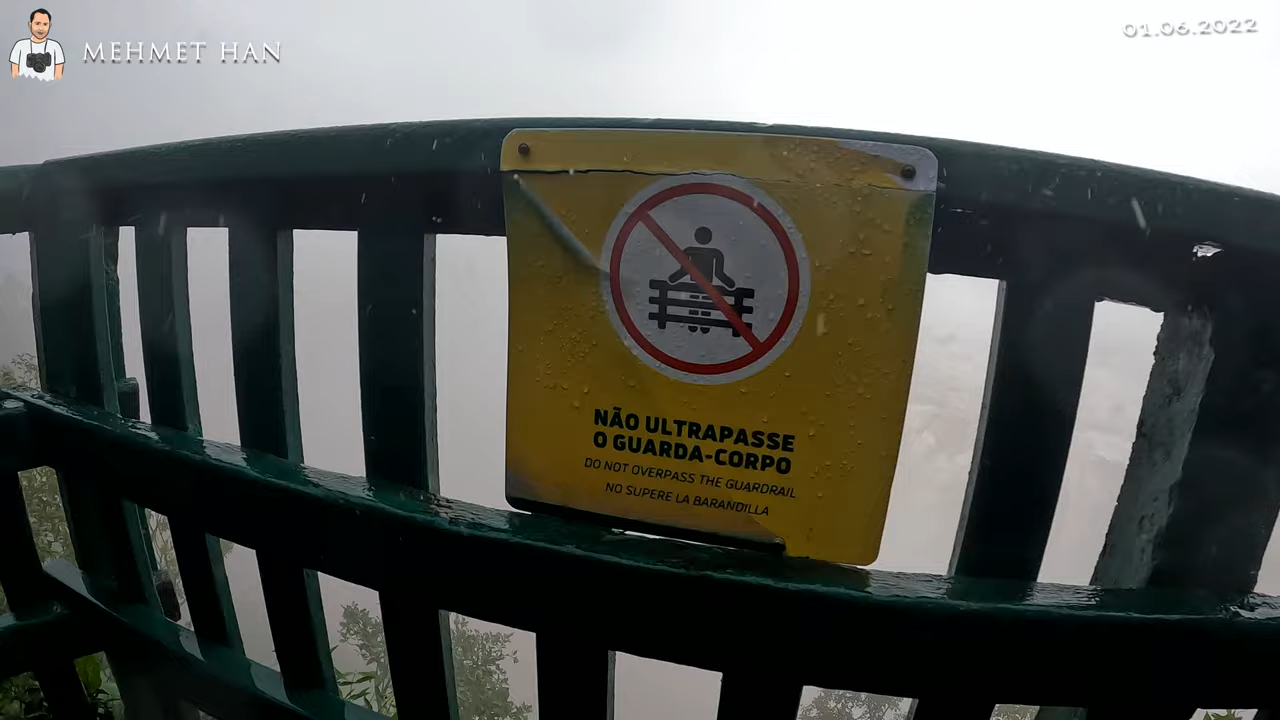 MEHMET HAN
01.06.2022
NÃO ULTRAPASSE
O GUARDA-CORPO
DO NOT OVERPASS THE GUARDRAIL
NO SUPERE LA BARANDILLA